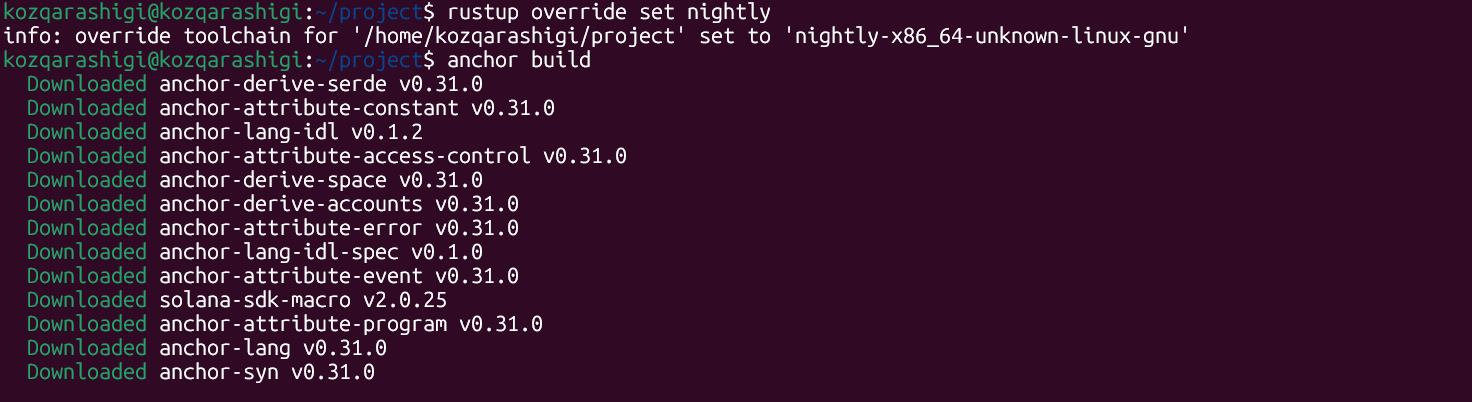 kozqarashigi@kozqarashigi:~/project$ rustup override set nightly
info: override toolchain for '/home/kozqarashigi/project' set to 'nightly-x86_64-unknown-linux-gnu'
kozqarashigi@kozqarashigi:~/project$ anchor build
  Downloaded anchor-derive-serde v0.31.0
  Downloaded anchor-attribute-constant v0.31.0
  Downloaded anchor-lang-idl v0.1.2
  Downloaded anchor-attribute-access-control v0.31.0
  Downloaded anchor-derive-space v0.31.0
  Downloaded anchor-derive-accounts v0.31.0
  Downloaded anchor-attribute-error v0.31.0
  Downloaded anchor-lang-idl-spec v0.1.0
  Downloaded anchor-attribute-event v0.31.0
  Downloaded solana-sdk-macro v2.0.25
  Downloaded anchor-attribute-program v0.31.0
  Downloaded anchor-lang v0.31.0
  Downloaded anchor-syn v0.31.0